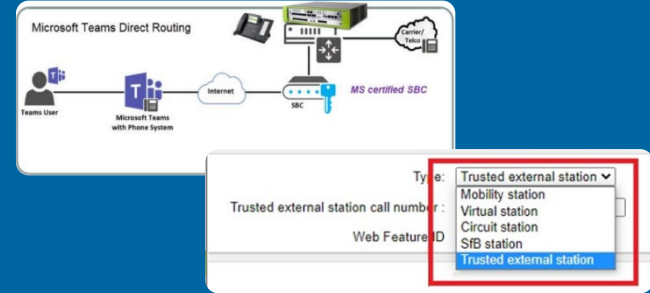 Microsoft Teams Direct Routing
Carrier/
Telco
Teams User
Microsoft Teams
with Phone System
Internet
SBC
MS certified SBC
Type:
Trusted external station
Mobility station
Trusted external station call number :
Virtual station
Circuit station
Web Feature ID
SfB station
Trusted external station